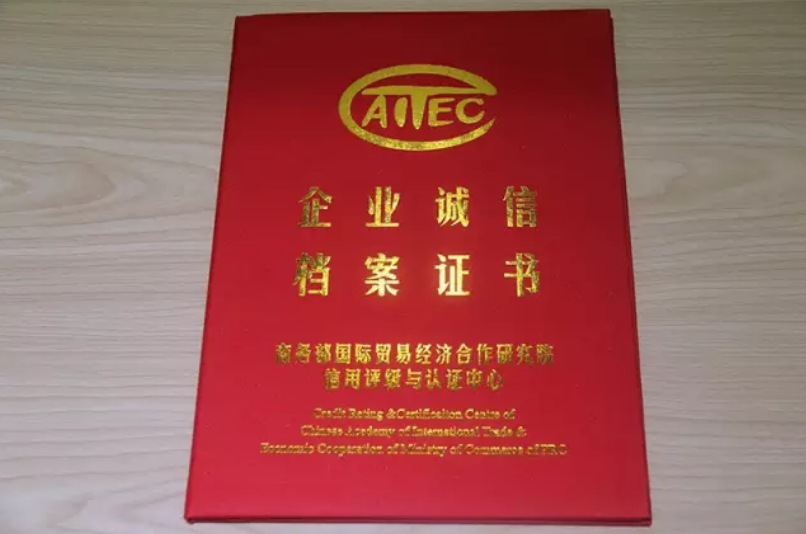 CAITEC
企业诚信
档案证书
商务部国际贸易经济合作研究院
信用评级与认证中心
Credit Rating &Certification Centre of
Chinese Academy of International Trade &
Economic Cooperation of Ministry of Commerce of PRC